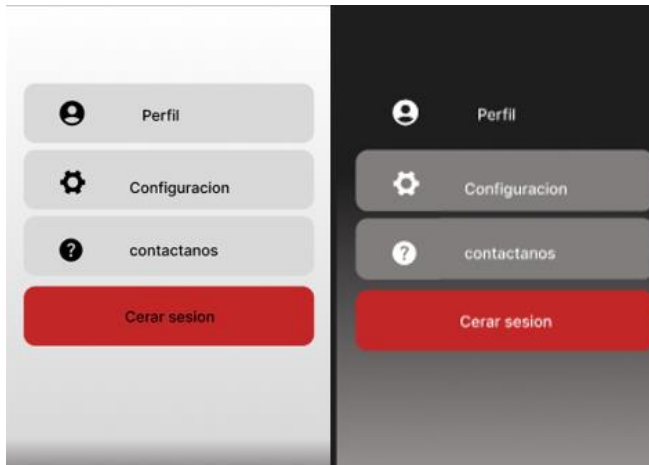 Perfil
Configuracion
contactanos
Cerar sesion
Perfil
Configuracion
contactanos
Cerar sesion